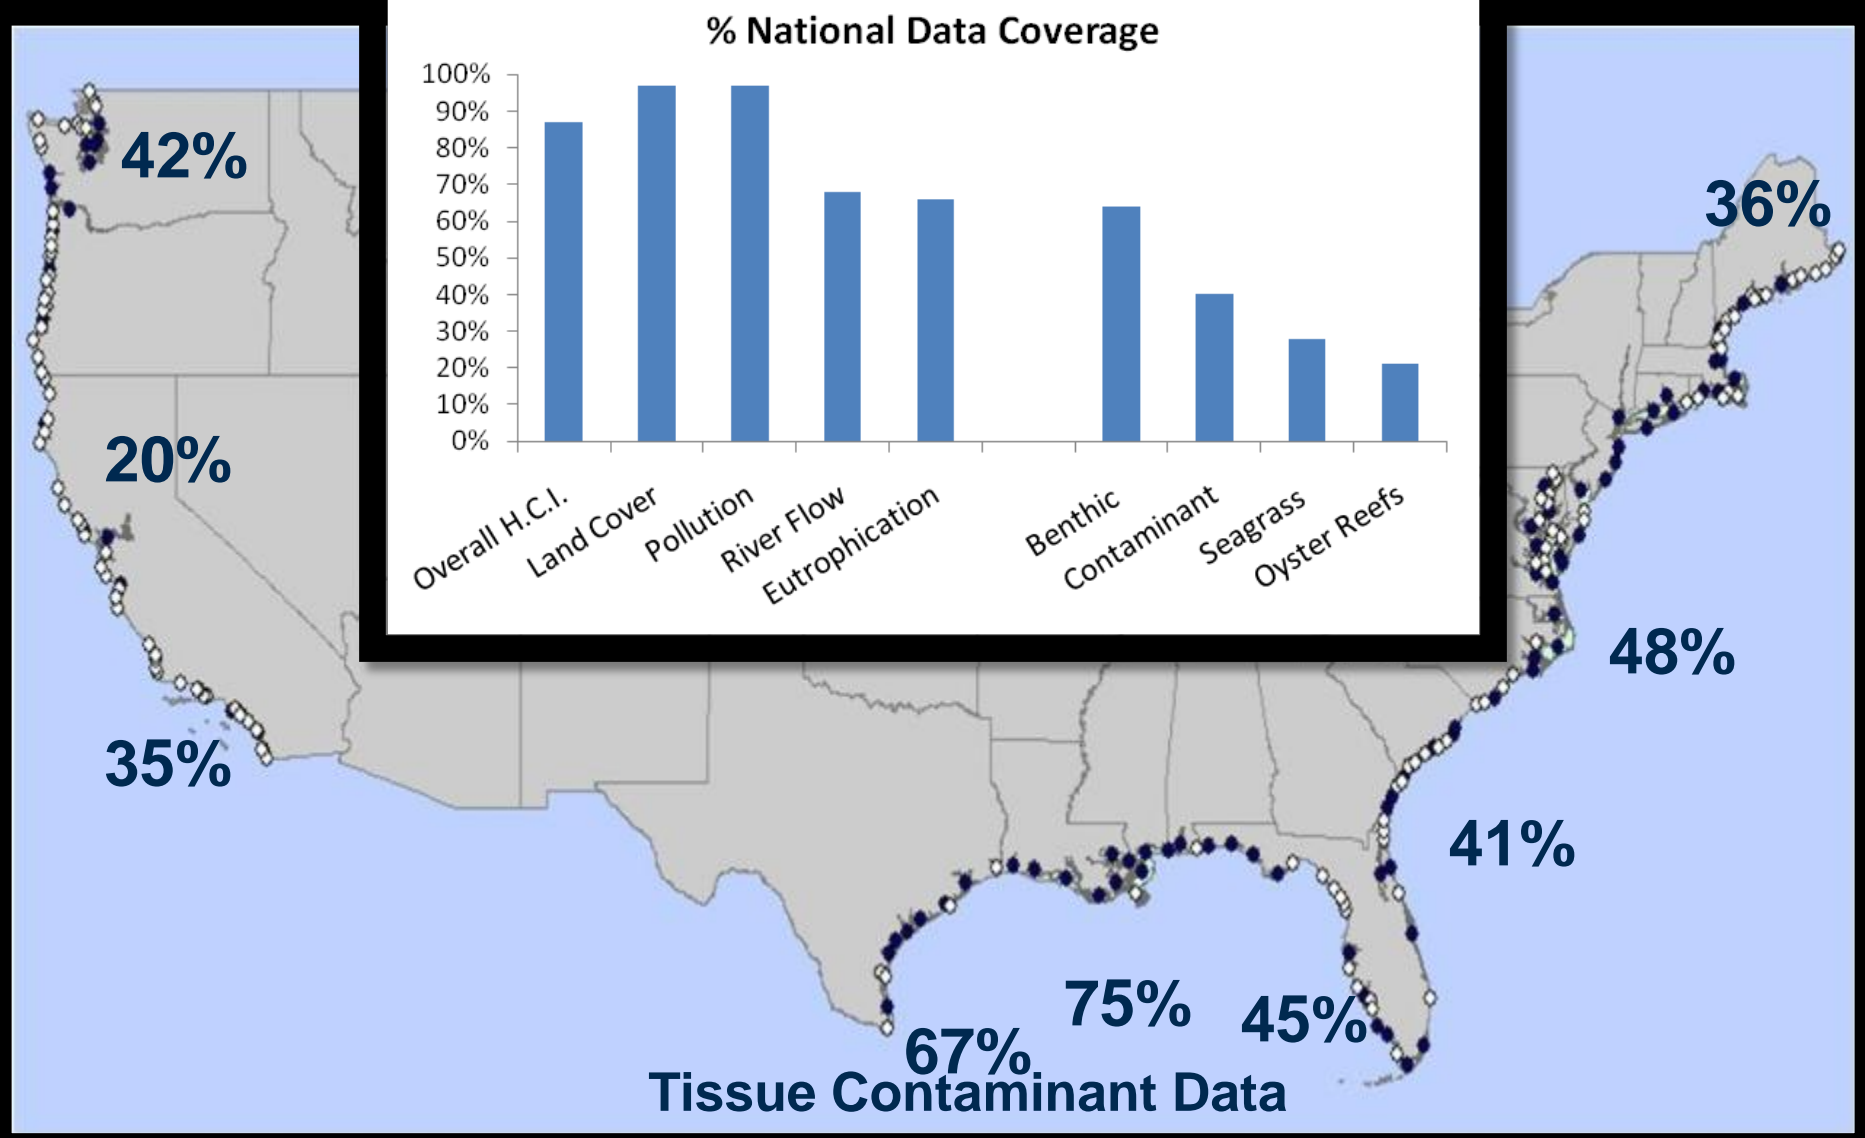 % National Data Coverage
100%
90%
80%
70%
60%
50%
40%
30%
20%
10%
0%
Overall H.C.I.
Land Cover
Pollution
River Flow
Eutrophication
Benthic
Contaminant
Seagrass
Oyster Reefs
42%
36%
20%
48%
35%
41%
75%
45%
67%
Tissue Contaminant Data